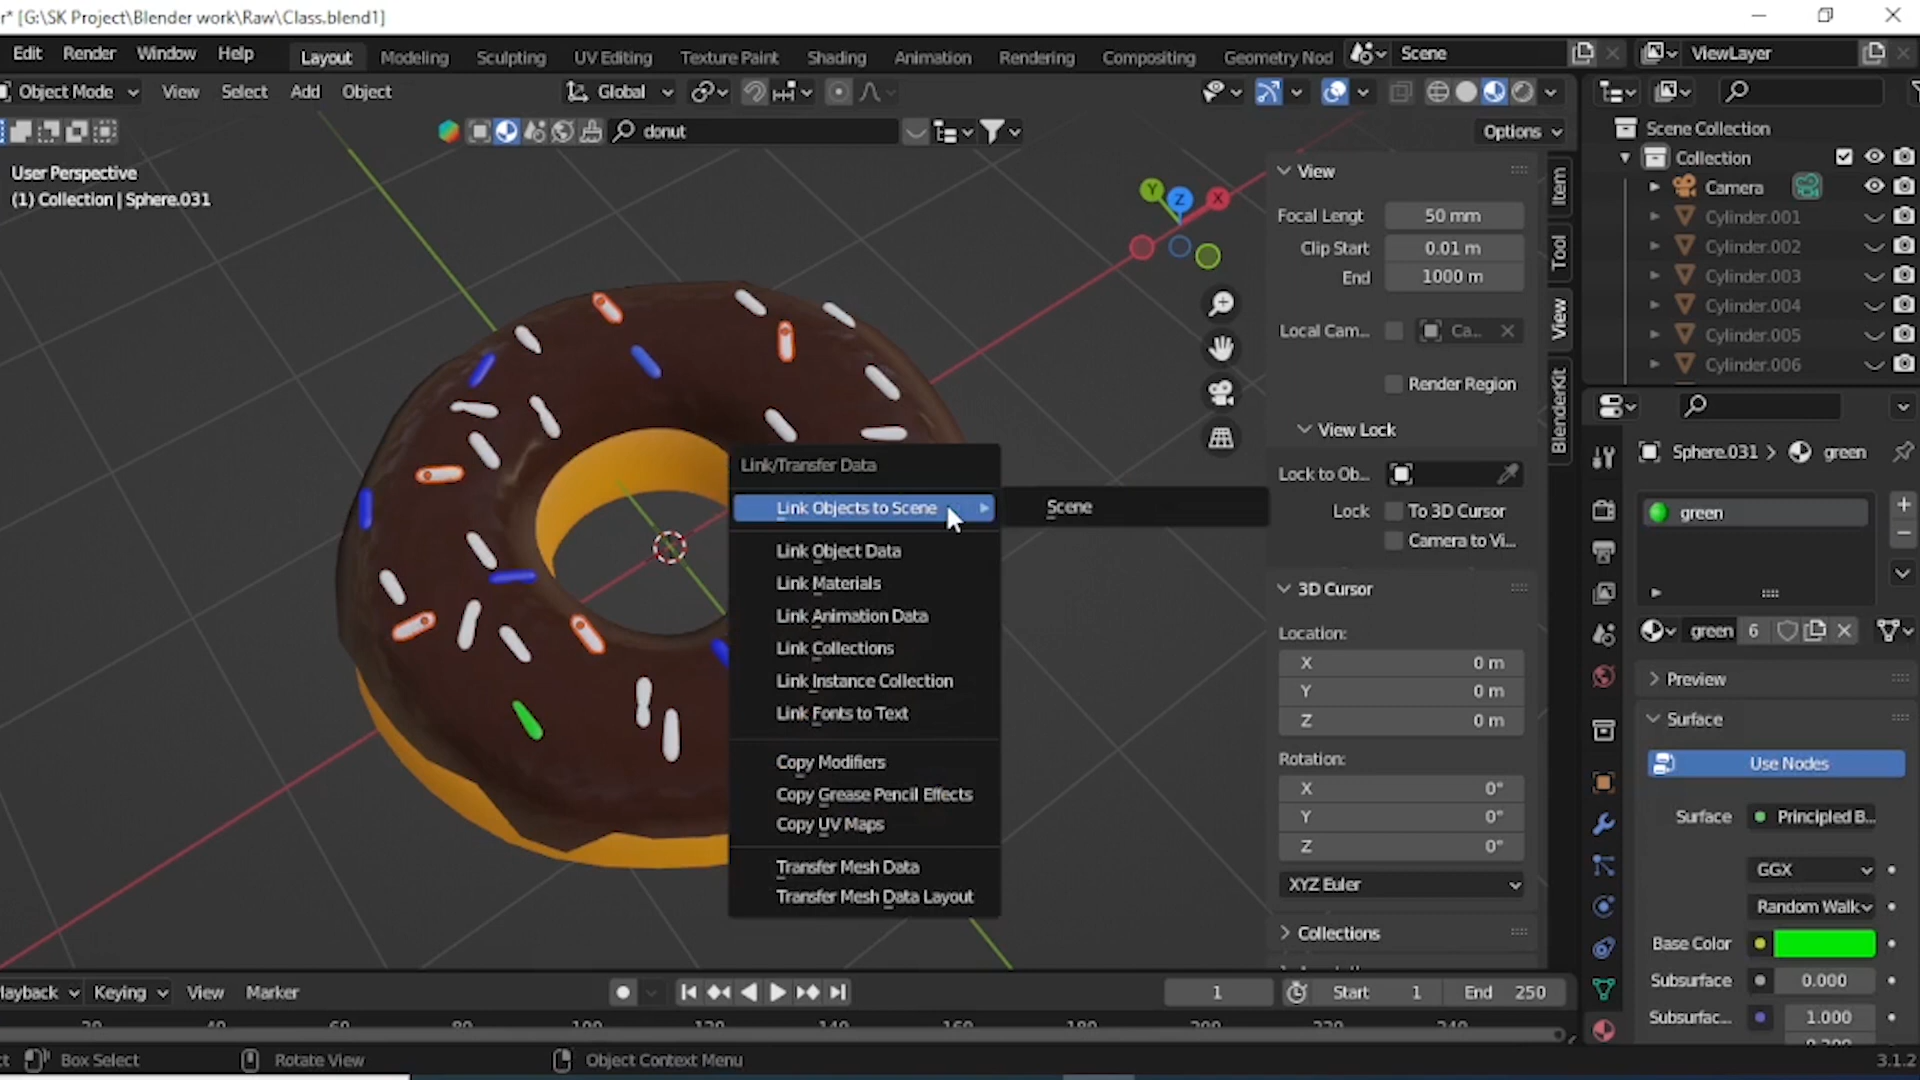 r* [G:\SK Project\Blender work\Raw\Class.blend1]
Edit Render Window Help Layout Modeling Sculpting UV Editing Texture Paint Shading Animation Rendering Compositing Geometry Nod Scene ViewLayer
Object Mode View Select Add Object Global
donut Options
User Perspective
(1) Collection | Sphere.031
Y Z X
View
Focal Lengt 50 mm
Clip Start 0.01 m
End 1000 m
Local Cam... Ca...
Render Region
View Lock
Lock to Ob...
Lock To 3D Cursor
Camera to Vi...
3D Cursor
Location:
X 0 m
Y 0 m
Z 0 m
Rotation:
X 0°
Y 0°
Z 0°
XYZ Euler
Collections
Item
Tool
View
BlenderKit
Link/Transfer Data
Link Objects to Scene
Scene
Link Object Data
Link Materials
Link Animation Data
Link Collections
Link Instance Collection
Link Fonts to Text
Copy Modifiers
Copy Grease Pencil Effects
Copy UV Maps
Transfer Mesh Data
Transfer Mesh Data Layout
Scene Collection
Collection
Camera
Cylinder.001
Cylinder.002
Cylinder.003
Cylinder.004
Cylinder.005
Cylinder.006
Sphere.031 > green
green
green 6
Preview
Surface
Use Nodes
Surface Principled B...
GGX
Random Walk
Base Color
Subsurface 0.000
Subsurfac... 1.000
layback Keying View Marker 1 Start 1 End 250
Box Select Rotate View Object Context Menu 3.1.2